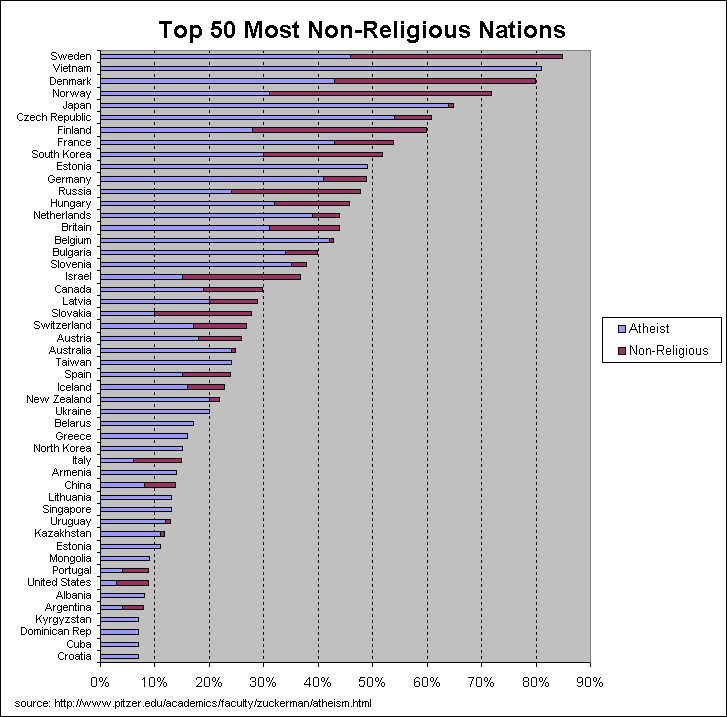 Top 50 Most Non-Religious Nations
Sweden
Vietnam
Denmark
Norway
Japan
Czech Republic
Finland
France
South Korea
Estonia
Germany
Russia
Hungary
Netherlands
Britain
Belgium
Bulgaria
Slovenia
Israel
Canada
Latvia
Slovakia
Switzerland
Austria
Australia
Taiwan
Spain
Iceland
New Zealand
Ukraine
Belarus
Greece
North Korea
Italy
Armenia
China
Lithuania
Singapore
Uruguay
Kazakhstan
Estonia
Mongolia
Portugal
United States
Albania
Argentina
Kyrgyzstan
Dominican Rep
Cuba
Croatia
0% 10% 20% 30% 40% 50% 60% 70% 80% 90%
Atheist
Non-Religious
source: http://www.pitzer.edu/academics/faculty/zuckerman/atheism.html